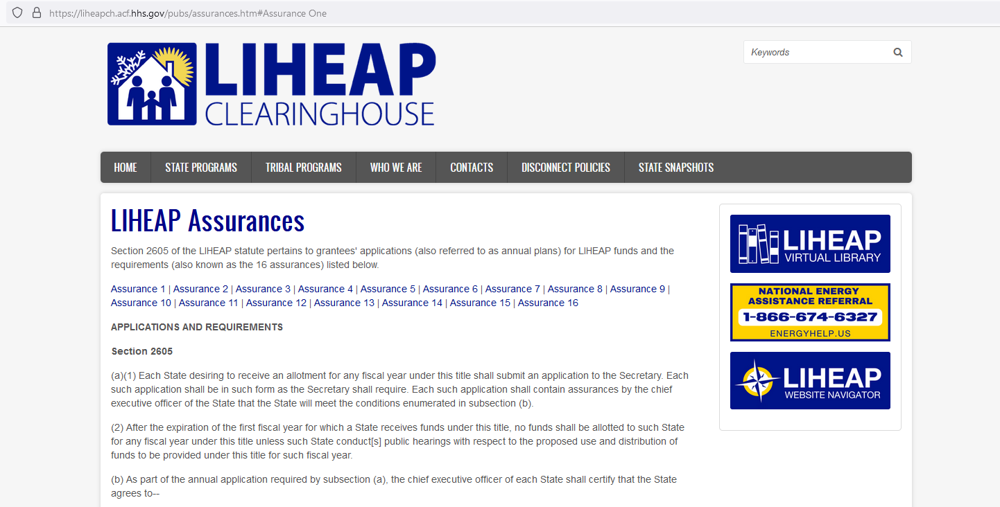 https://liheapch.acf.hhs.gov/pubs/assurances.htm#Assurance One
LIHEAP
CLEARINGHOUSE
Keywords
HOME
STATE PROGRAMS
TRIBAL PROGRAMS
WHO WE ARE
CONTACTS
DISCONNECT POLICIES
STATE SNAPSHOTS
LIHEAP Assurances
Section 2605 of the LIHEAP statute pertains to grantees' applications (also referred to as annual plans) for LIHEAP funds and the
requirements (also known as the 16 assurances) listed below.
Assurance 1 | Assurance 2 | Assurance 3 | Assurance 4 | Assurance 5 | Assurance 6 | Assurance 7 | Assurance 8 | Assurance 9 |
Assurance 10 | Assurance 11 | Assurance 12 | Assurance 13 | Assurance 14 | Assurance 15 | Assurance 16
APPLICATIONS AND REQUIREMENTS
Section 2605
(a)(1) Each State desiring to receive an allotment for any fiscal year under this title shall submit an application to the Secretary. Each
such application shall be in such form as the Secretary shall require. Each such application shall contain assurances by the chief
executive officer of the State that the State will meet the conditions enumerated in subsection (b).
(2) After the expiration of the first fiscal year for which a State receives funds under this title, no funds shall be allotted to such State
for any fiscal year under this title unless such State conduct[s] public hearings with respect to the proposed use and distribution of
funds to be provided under this title for such fiscal year.
(b) As part of the annual application required by subsection (a), the chief executive officer of each State shall certify that the State
agrees to--
LIHEAP
VIRTUAL LIBRARY
NATIONAL ENERGY
ASSISTANCE REFERRAL
1-866-674-6327
ENERGYHELP.US
LIHEAP
WEBSITE NAVIGATOR